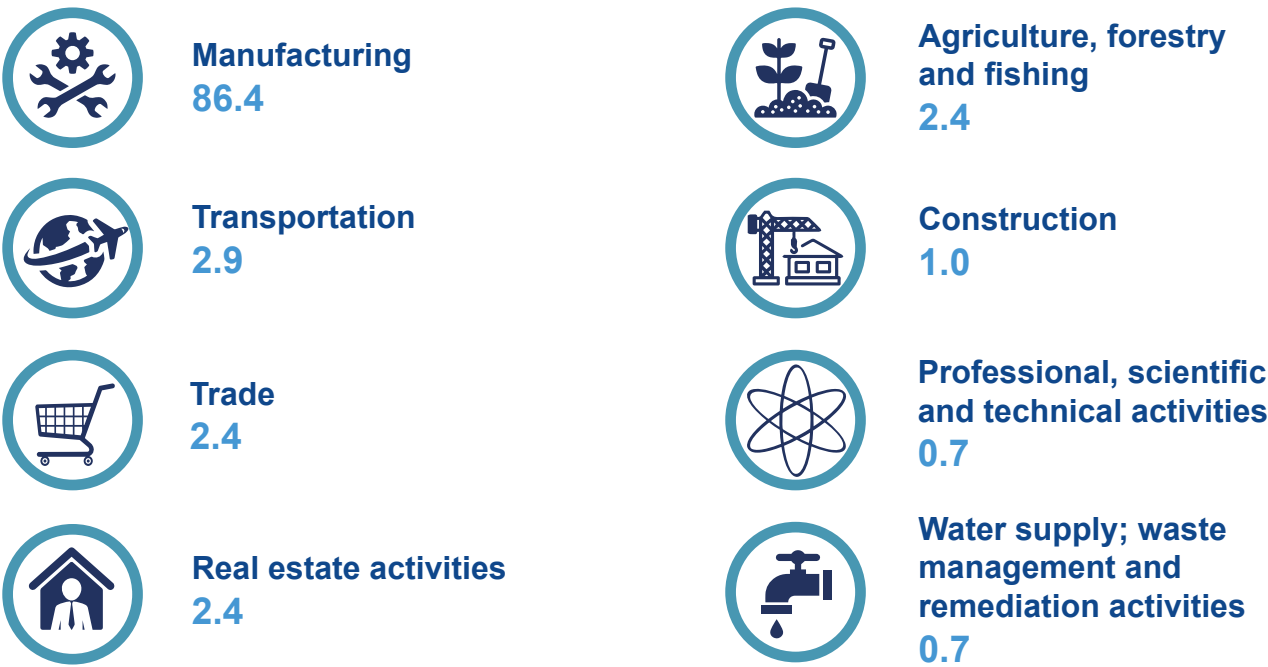 Manufacturing
86.4
Transportation
2.9
Trade
2.4
Real estate activities
2.4
Agriculture, forestry
and fishing
2.4
Construction
1.0
Professional, scientific
and technical activities
0.7
Water supply; waste
management and
remediation activities
0.7